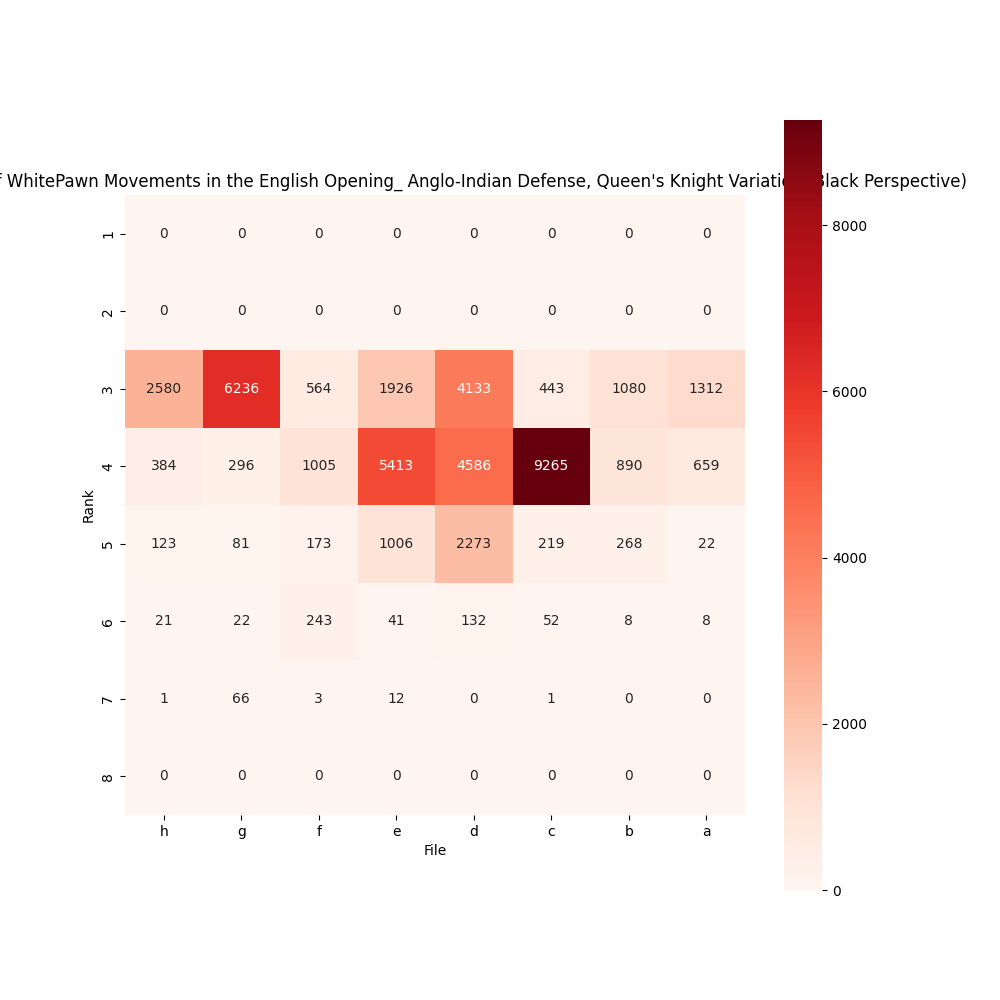 WhitePawn Movements in the English Opening_ Anglo-Indian Defense, Queen's Knight Black Perspective)
1 0 0 0 0 0 0 0 0
2 0 0 0 0 0 0 0 0
8000
3 2580 6236 564 1926 4133 443 1080 1312
6000
4 384 296 1005 5413 4586 9265 890 659
Rank
5 123 81 173 1006 2273 219 268 22
4000
6 21 22 243 41 132 52 8 8
7 1 66 3 12 0 1 0 0
2000
8 0 0 0 0 0 0 0 0
h g f e d c b a
File
0